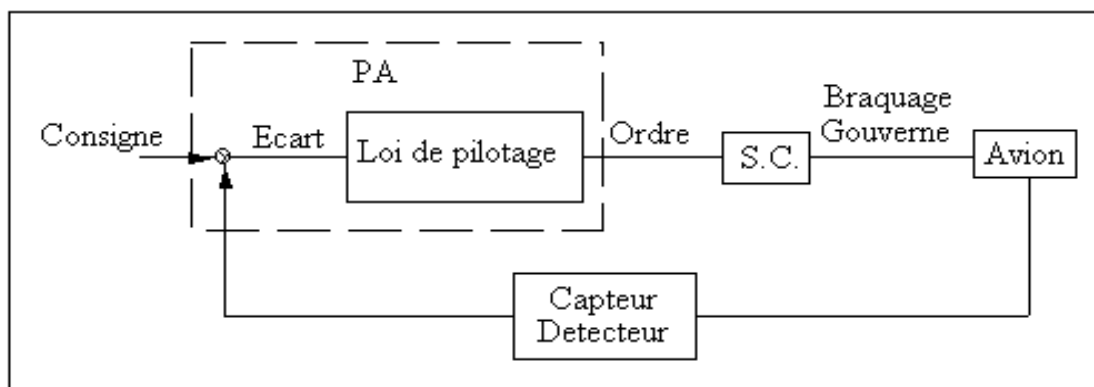 PA
Consigne
Ecart
Loi de pilotage
Ordre
S.C.
Braquage
Gouverne
Avion
Capteur
Detecteur